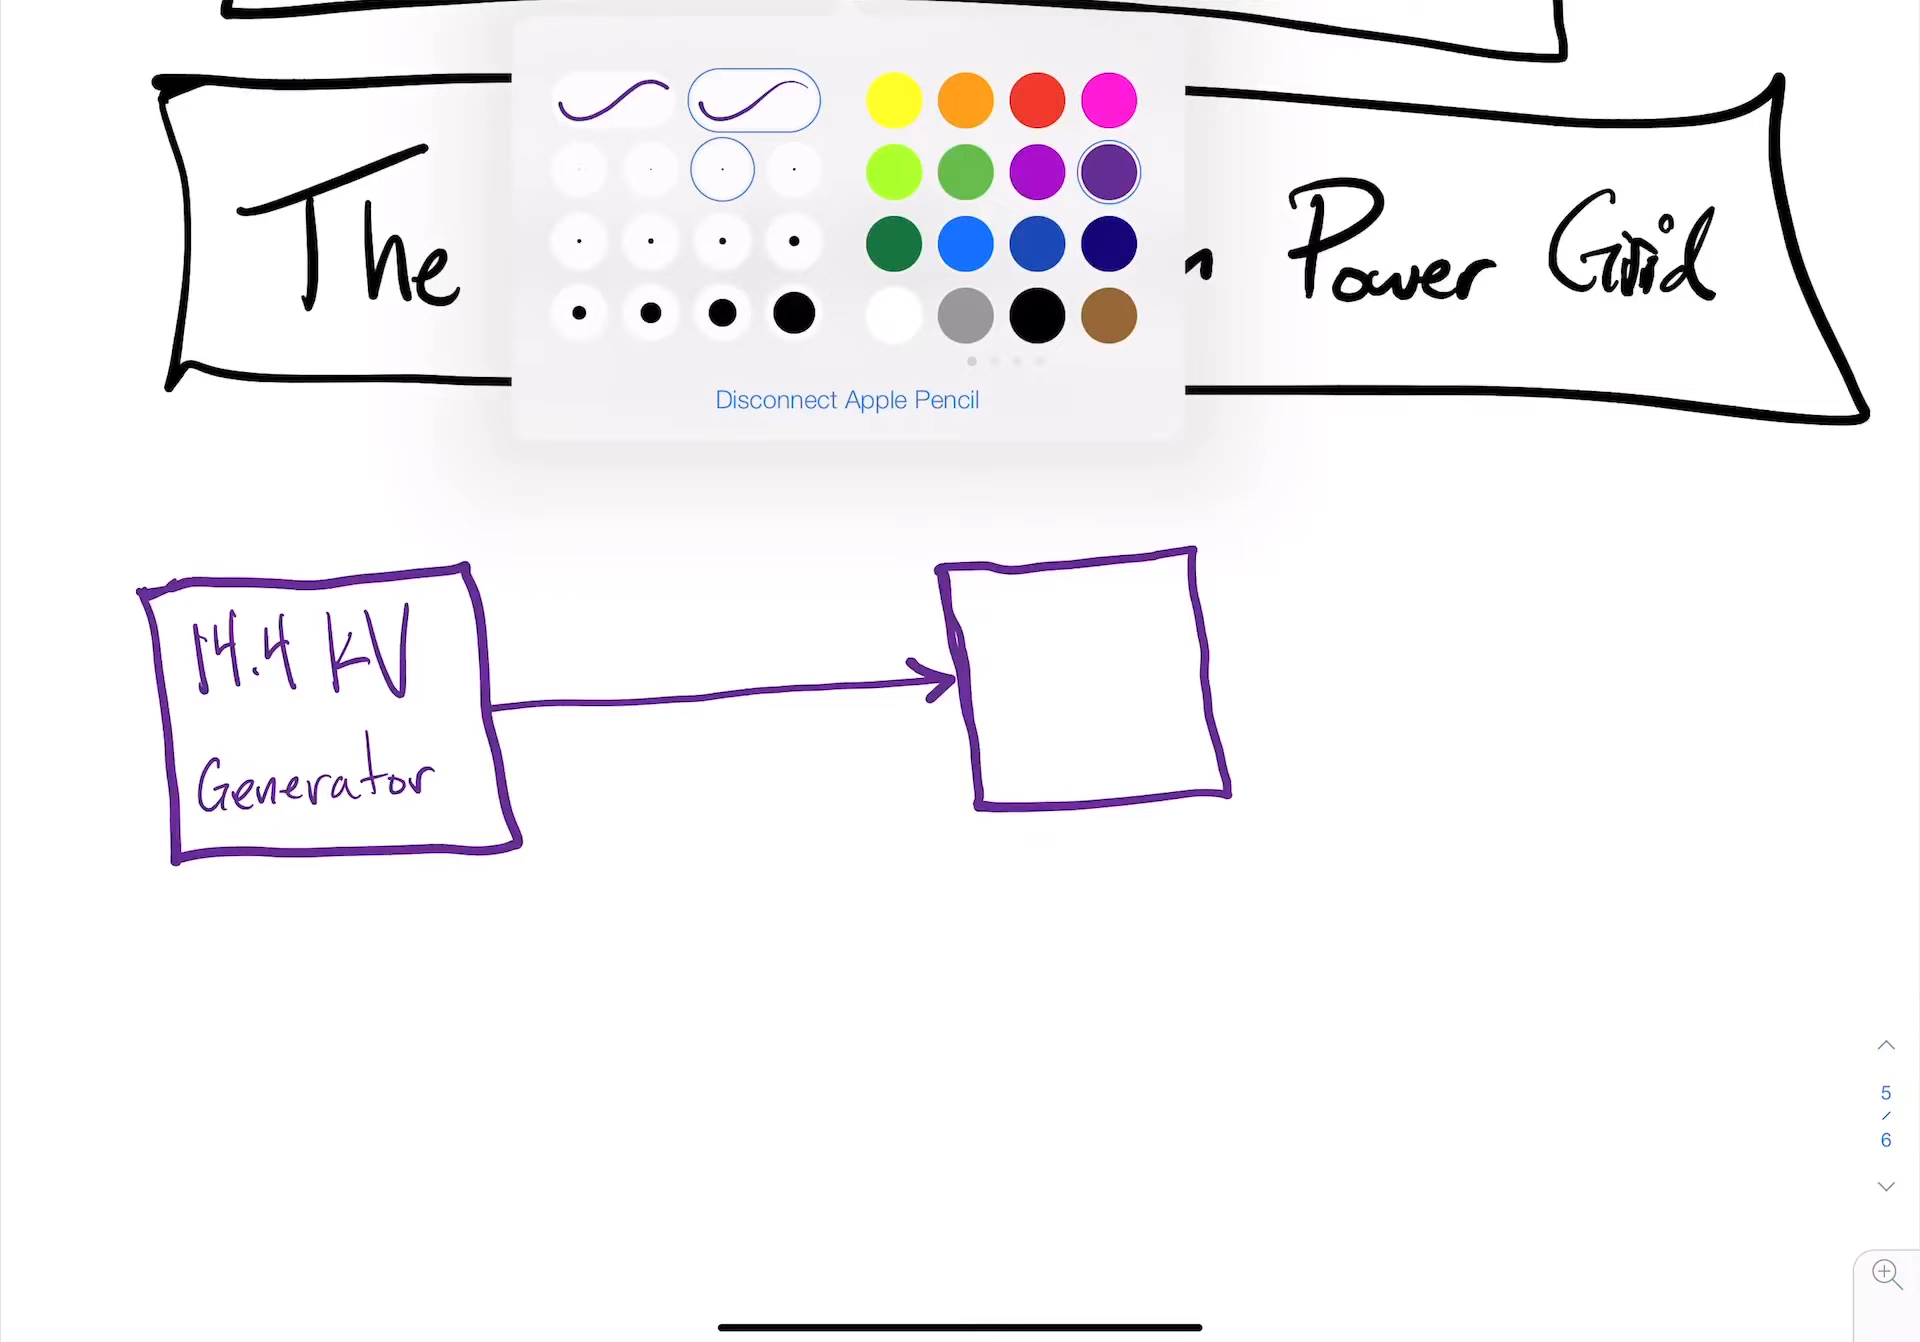 The Power Grid
Disconnect Apple Pencil
14.4 kV
Generator
5
/
6